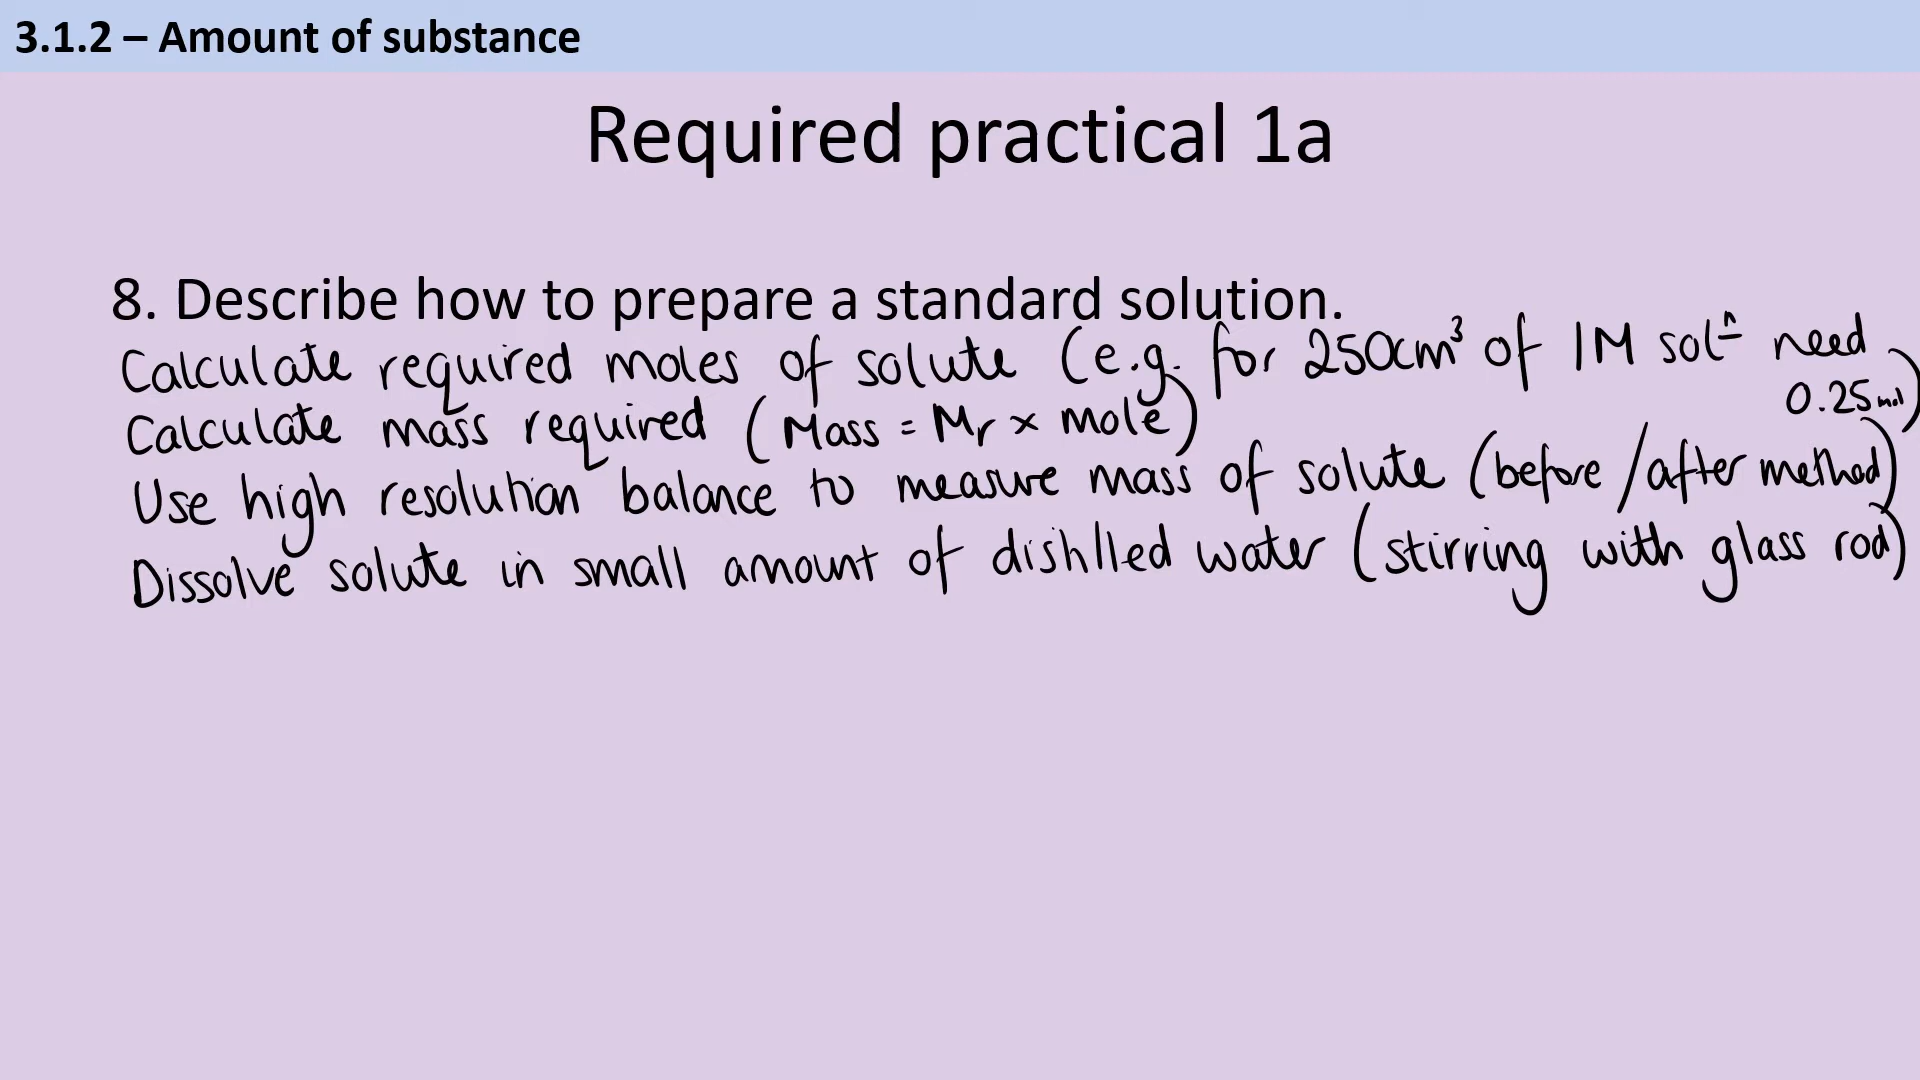 3.1.2 – Amount of substance
Required practical 1a
8. Describe how to prepare a standard solution.
Calculate required moles of solute (e.g. for 250cm³ of 1M solⁿ need
0.25mol)
Calculate mass required (Mass = Mr x mole)
Use high resolution balance to measure mass of solute (before/after method)
Dissolve solute in small amount of distilled water (stirring with glass rod)